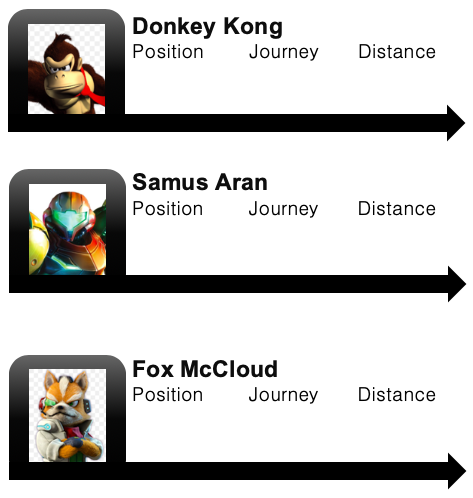 Donkey Kong
Position Journey Distance
Samus Aran
Position Journey Distance
Fox McCloud
Position Journey Distance